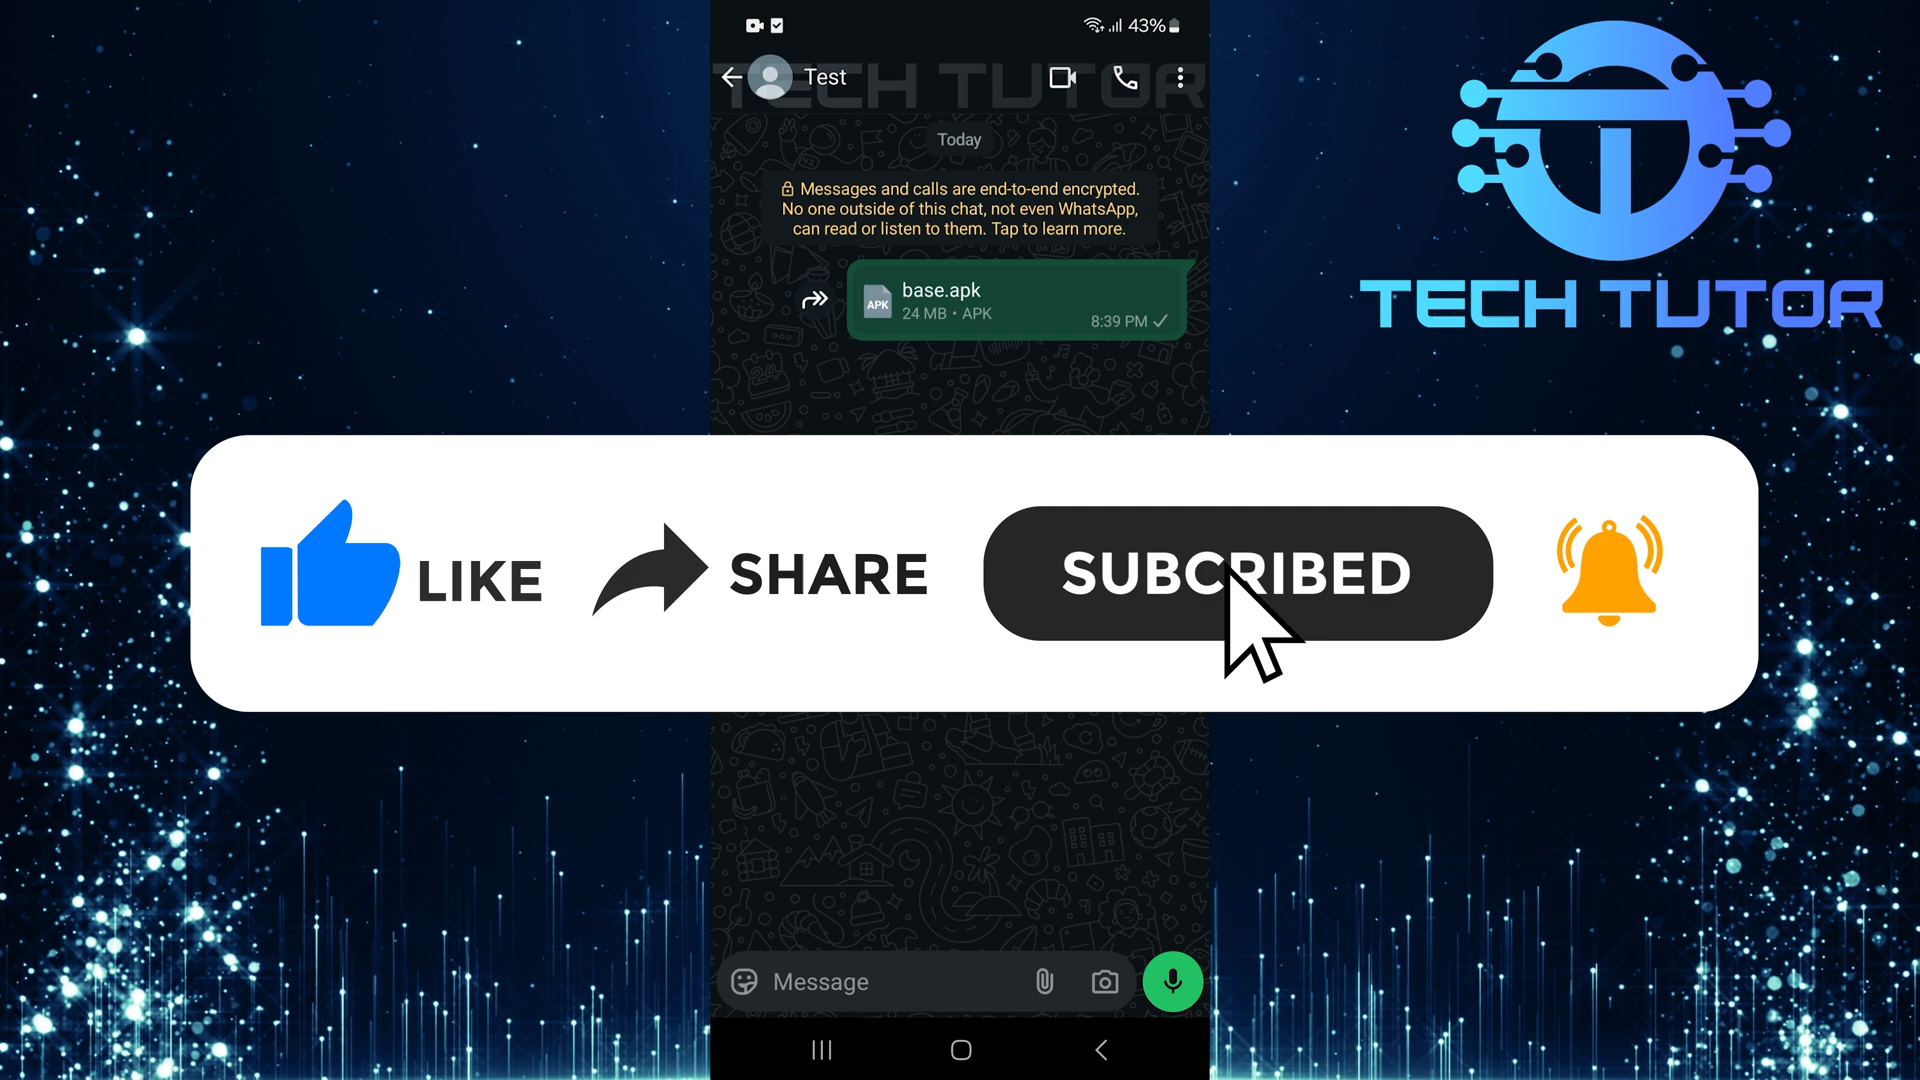 43%
Test
TECH TUTOR
Today
Messages and calls are end-to-end encrypted.
No one outside of this chat, not even WhatsApp,
can read or listen to them. Tap to learn more.
APK
base.apk
24 MB • APK
8:39 PM
TECH TUTOR
LIKE
SHARE
SUBCRIBED
Message